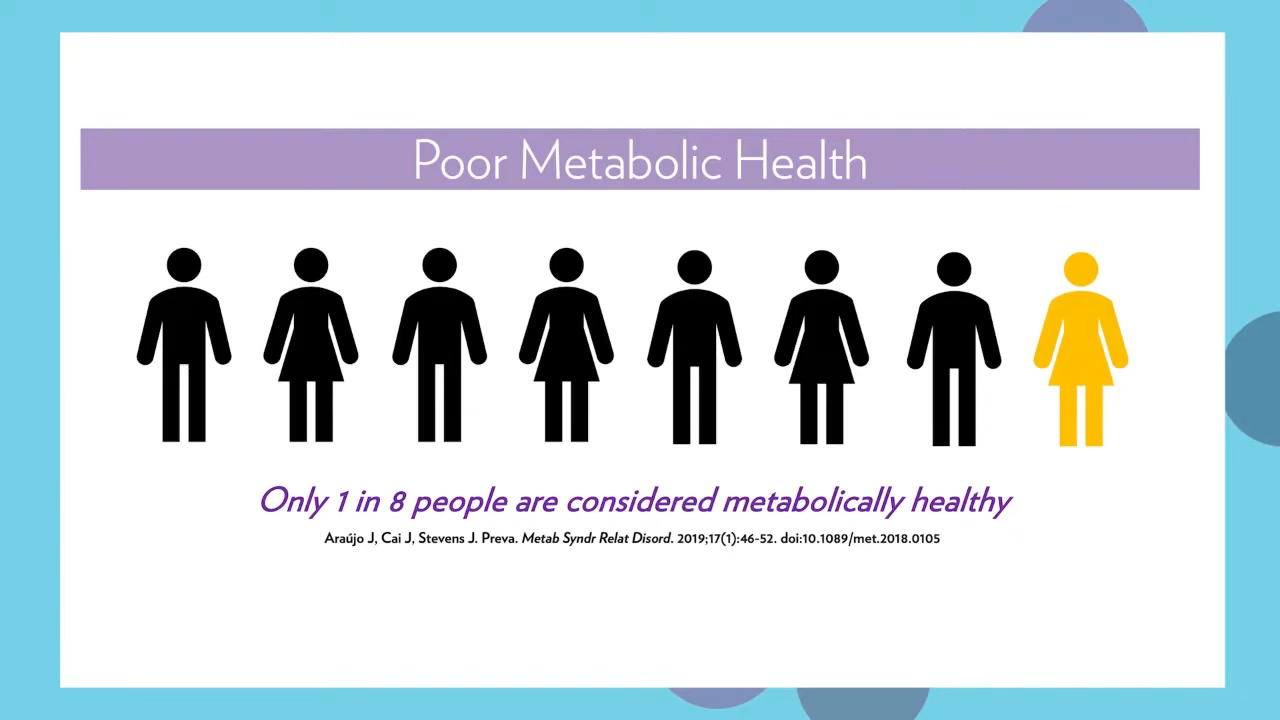 Poor Metabolic Health
Only 1 in 8 people are considered metabolically healthy
Araújo J, Cai J, Stevens J. Preva. Metab Syndr Relat Disord. 2019;17(1):46-52. doi:10.1089/met.2018.0105